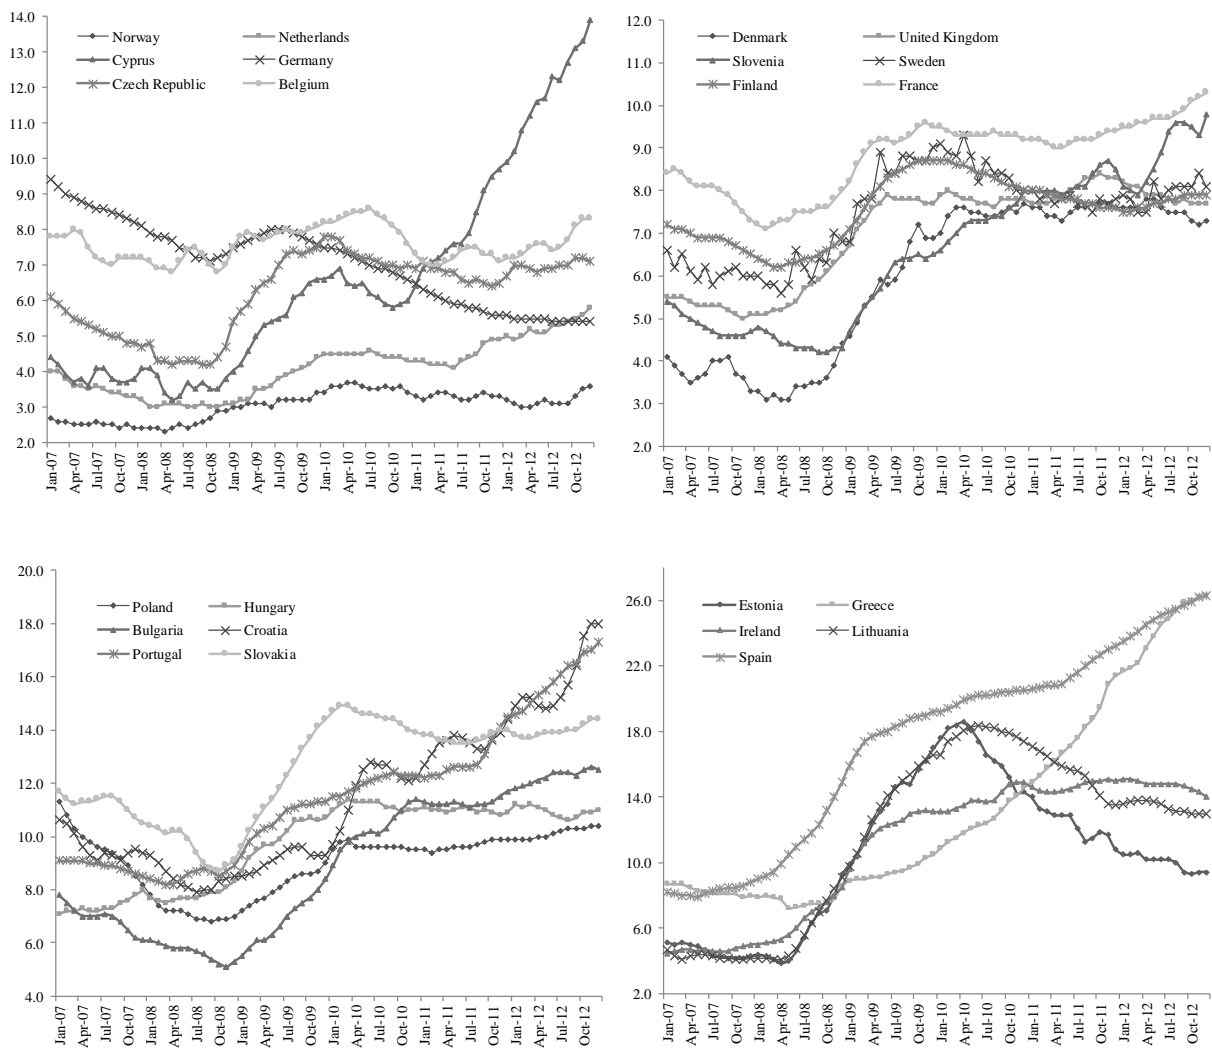 14.0
13.0
12.0
11.0
10.0
9.0
8.0
7.0
6.0
5.0
4.0
3.0
2.0
Norway
Netherlands
Cyprus
Germany
Czech Republic
Belgium
Jan-07
Apr-07
Jul-07
Oct-07
Jan-08
Apr-08
Jul-08
Oct-08
Jan-09
Apr-09
Jul-09
Oct-09
Jan-10
Apr-10
Jul-10
Oct-10
Jan-11
Apr-11
Jul-11
Oct-11
Jan-12
Apr-12
Jul-12
Oct-12
12.0
11.0
10.0
9.0
8.0
7.0
6.0
5.0
4.0
3.0
2.0
Denmark
United Kingdom
Slovenia
Sweden
Finland
France
Jan-07
Apr-07
Jul-07
Oct-07
Jan-08
Apr-08
Jul-08
Oct-08
Jan-09
Apr-09
Jul-09
Oct-09
Jan-10
Apr-10
Jul-10
Oct-10
Jan-11
Apr-11
Jul-11
Oct-11
Jan-12
Apr-12
Jul-12
Oct-12
20.0
18.0
16.0
14.0
12.0
10.0
8.0
6.0
4.0
Poland
Hungary
Bulgaria
Croatia
Portugal
Slovakia
Jan-07
Apr-07
Jul-07
Oct-07
Jan-08
Apr-08
Jul-08
Oct-08
Jan-09
Apr-09
Jul-09
Oct-09
Jan-10
Apr-10
Jul-10
Oct-10
Jan-11
Apr-11
Jul-11
Oct-11
Jan-12
Apr-12
Jul-12
Oct-12
26.0
22.0
18.0
14.0
10.0
6.0
2.0
Estonia
Greece
Ireland
Lithuania
Spain
Jan-07
Apr-07
Jul-07
Oct-07
Jan-08
Apr-08
Jul-08
Oct-08
Jan-09
Apr-09
Jul-09
Oct-09
Jan-10
Apr-10
Jul-10
Oct-10
Jan-11
Apr-11
Jul-11
Oct-11
Jan-12
Apr-12
Jul-12
Oct-12